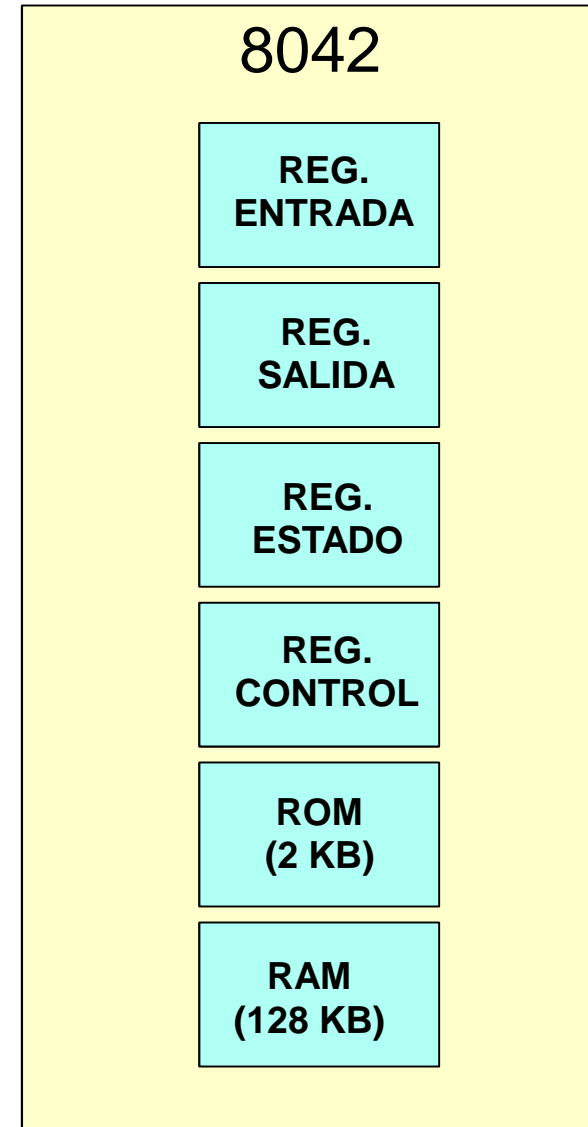 8042
REG.
ENTRADA
REG.
SALIDA
REG.
ESTADO
REG.
CONTROL
ROM
(2 KB)
RAM
(128 KB)